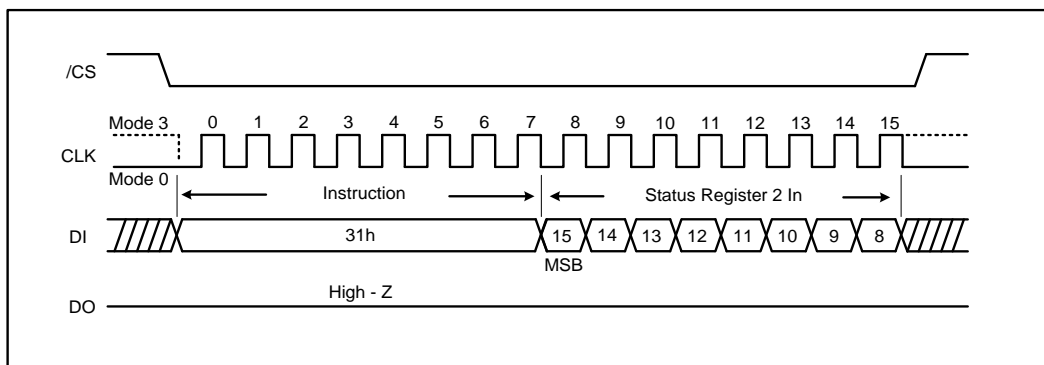 /CS
Mode 3 0 1 2 3 4 5 6 7 8 9 10 11 12 13 14 15
CLK
Mode 0
Instruction Status Register 2 In
DI 31h 15 14 13 12 11 10 9 8
MSB
High - Z
DO